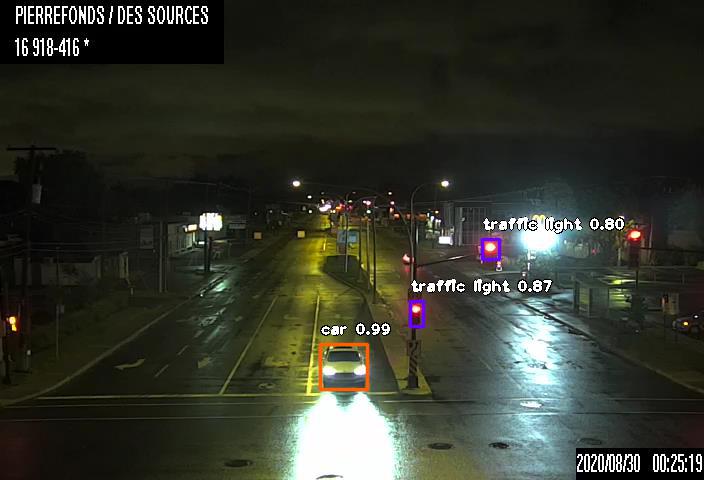 PIERREFONDS / DES SOURCES
16 918-416 *
traffic light 0.80
traffic light 0.87
car 0.99
2020/08/30 00:25:19